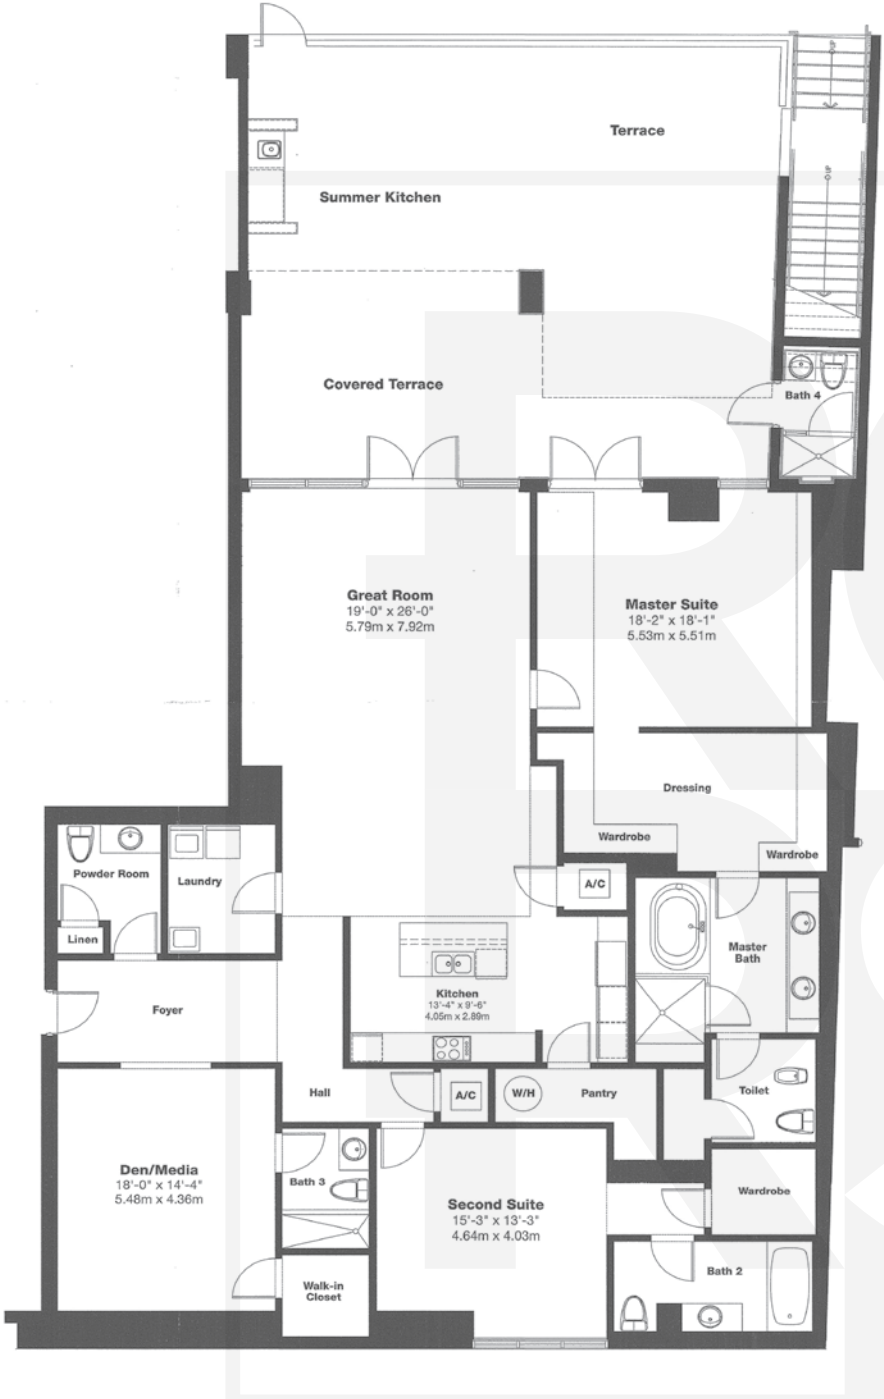 UP
Terrace
UP
Summer Kitchen
Covered Terrace
Bath 4
Great Room
19'-0" x 26'-0"
5.79m x 7.92m
Master Suite
18'-2" x 18'-1"
5.53m x 5.51m
Dressing
Wardrobe
Wardrobe
Powder Room
Laundry
A/C
Linen
Master
Bath
Kitchen
13'-4" x 9'-6"
4.05m x 2.89m
Foyer
Hall
A/C
W/H
Pantry
Toilet
Den/Media
18'-0" x 14'-4"
5.48m x 4.36m
Bath 3
Second Suite
15'-3" x 13'-3"
4.64m x 4.03m
Wardrobe
Walk-in
Closet
Bath 2